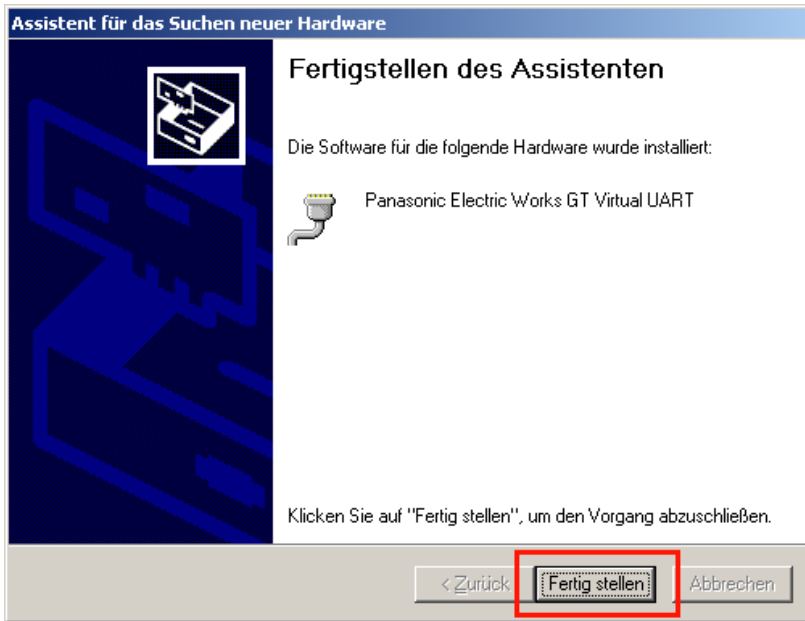 Assistent für das Suchen neuer Hardware
Fertigstellen des Assistenten
Die Software für die folgende Hardware wurde installiert:
Panasonic Electric Works GT Virtual UART
Klicken Sie auf "Fertig stellen", um den Vorgang abzuschließen.
< Zurück
Fertig stellen
Abbrechen